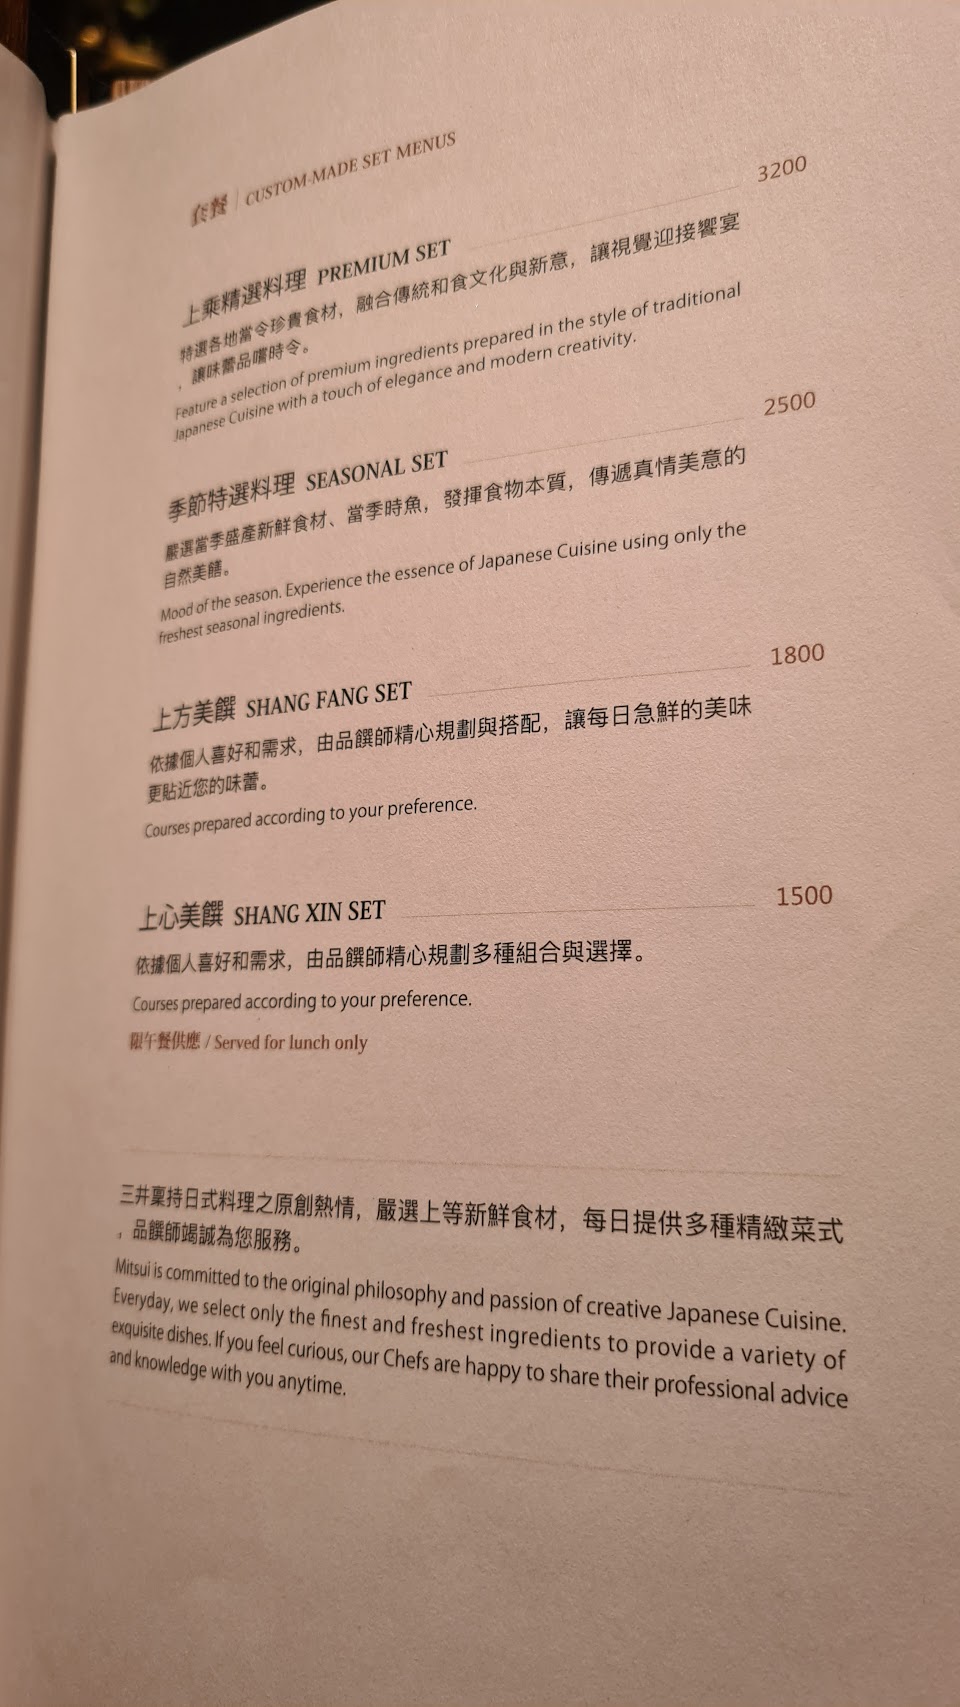 套餐 | CUSTOM-MADE SET MENUS
上乘精選料理 PREMIUM SET 3200
特選各地當令珍貴食材，融合傳統和食文化與新意，讓視覺迎接饗宴
，讓味蕾品嚐時令。
Feature a selection of premium ingredients prepared in the style of traditional
Japanese Cuisine with a touch of elegance and modern creativity.
季節特選料理 SEASONAL SET 2500
嚴選當季盛產新鮮食材、當季時魚，發揮食物本質，傳遞真情美意的
自然美饍。
Mood of the season. Experience the essence of Japanese Cuisine using only the
freshest seasonal ingredients.
上方美饌 SHANG FANG SET 1800
依據個人喜好和需求，由品饌師精心規劃與搭配，讓每日急鮮的美味
更貼近您的味蕾。
Courses prepared according to your preference.
上心美饌 SHANG XIN SET 1500
依據個人喜好和需求，由品饌師精心規劃多種組合與選擇。
Courses prepared according to your preference.
限午餐供應 / Served for lunch only
三井稟持日式料理之原創熱情，嚴選上等新鮮食材，每日提供多種精緻菜式
，品饌師竭誠為您服務。
Mitsui is committed to the original philosophy and passion of creative Japanese Cuisine.
Everyday, we select only the finest and freshest ingredients to provide a variety of
exquisite dishes. If you feel curious, our Chefs are happy to share their professional advice
and knowledge with you anytime.